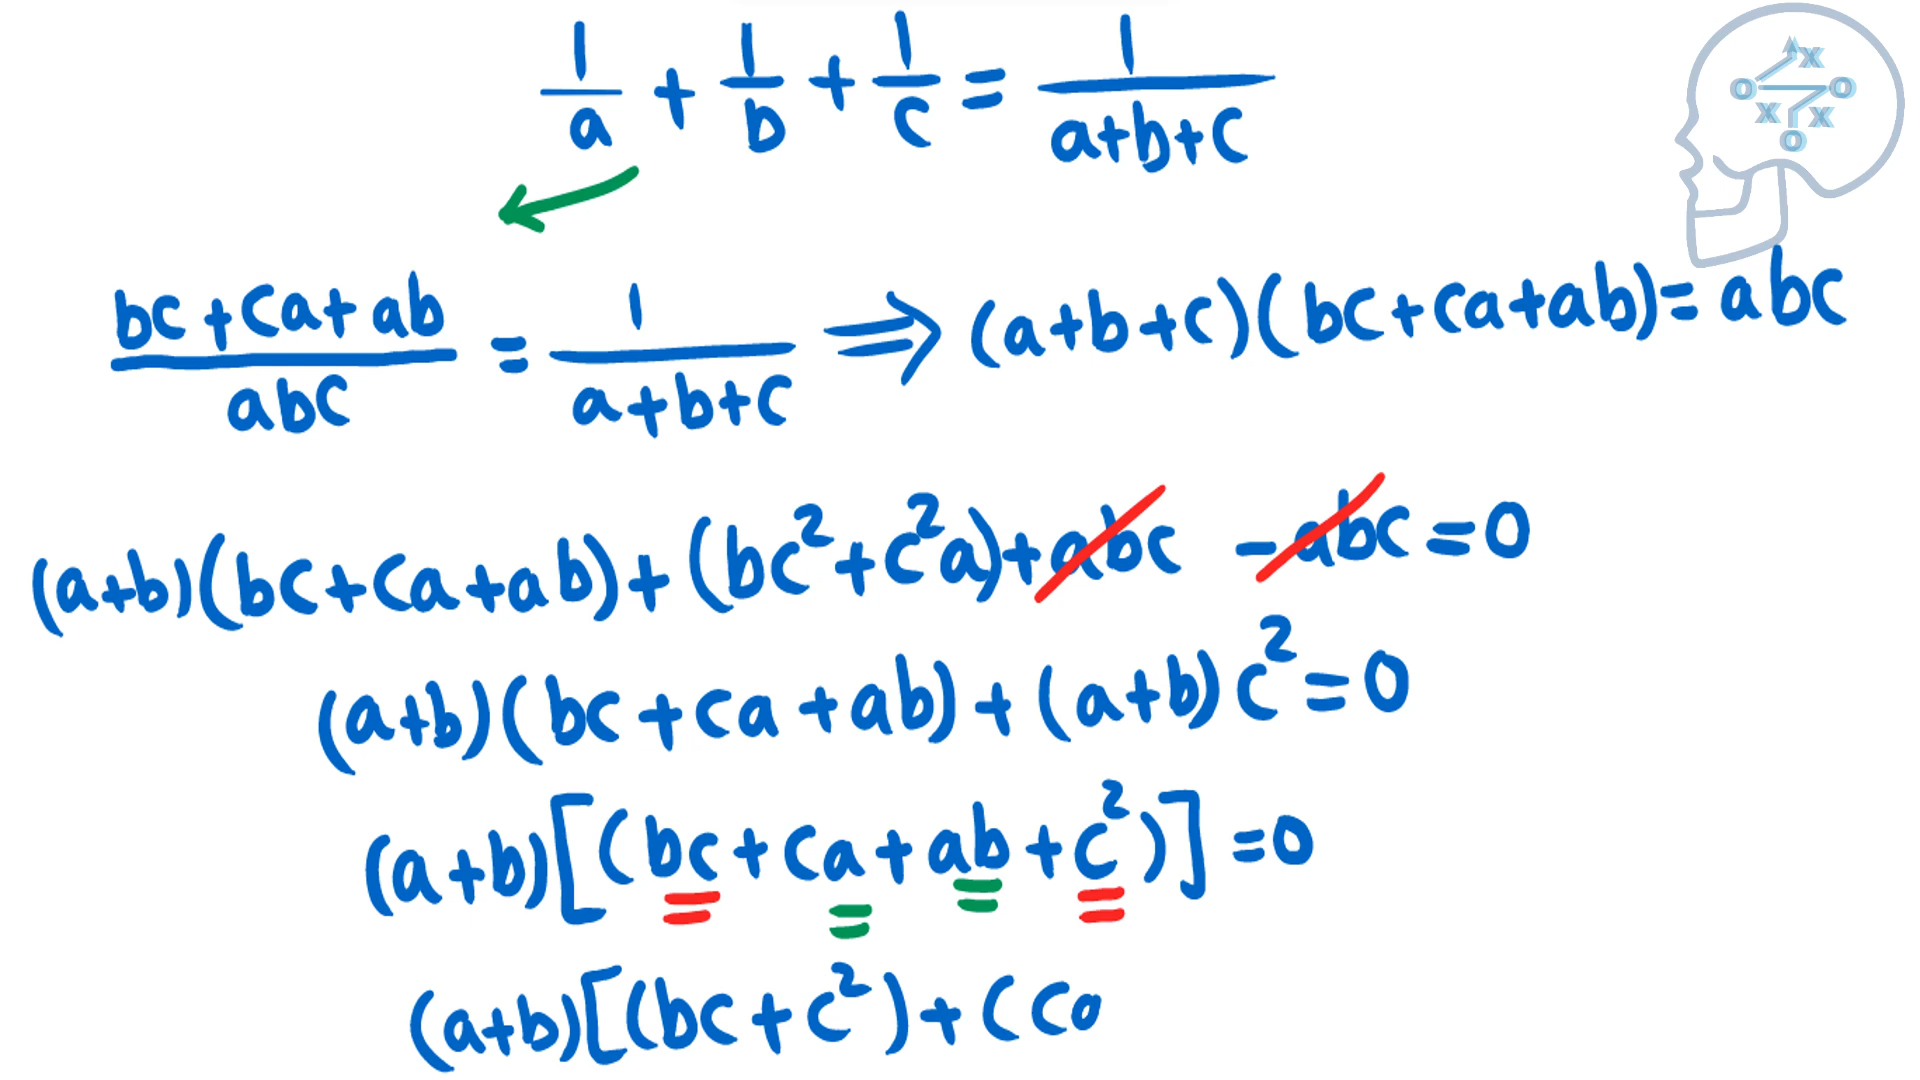 1/a + 1/b + 1/c = 1/(a+b+c)
(bc+ca+ab)/abc = 1/(a+b+c) ⇒ (a+b+c)(bc+ca+ab)=abc
(a+b)(bc+ca+ab)+(bc²+c²a)+abc -abc=0
(a+b)(bc+ca+ab)+(a+b)c²=0
(a+b)[(bc+ca+ab+c²)]=0
(a+b)[(bc+c²)+(ca
X
O O
X X
O